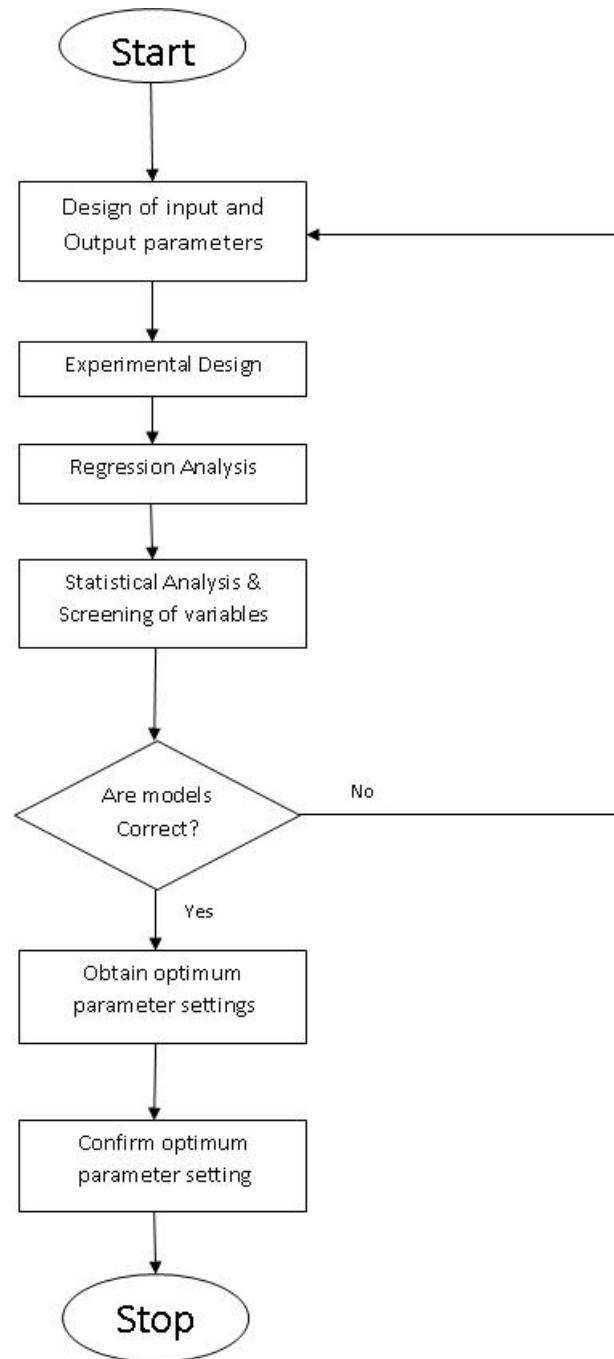 Start
Design of input and
Output parameters
Experimental Design
Regression Analysis
Statistical Analysis &
Screening of variables
Are models
Correct?
No
Yes
Obtain optimum
parameter settings
Confirm optimum
parameter setting
Stop